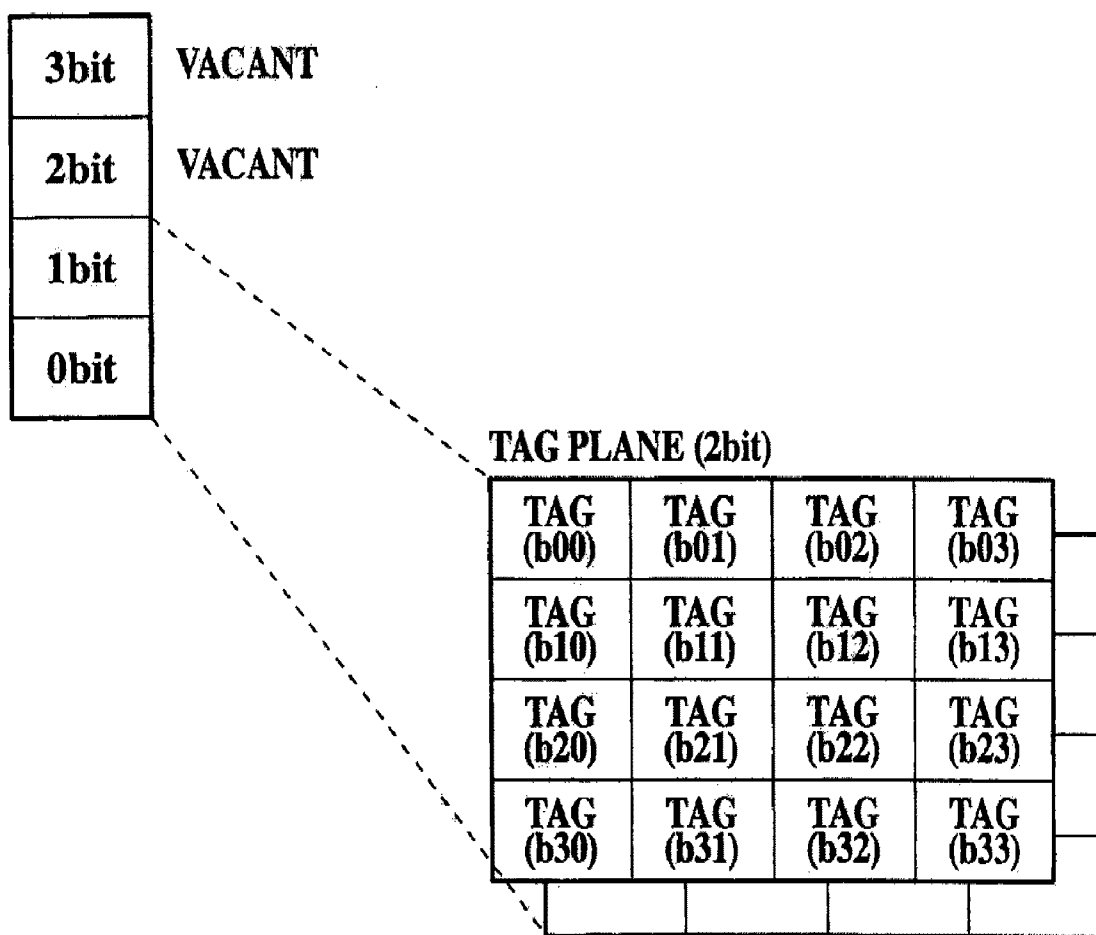 3bit VACANT
2bit VACANT
1bit
0bit
TAG PLANE (2bit)
TAG TAG TAG TAG
(b00) (b01) (b02) (b03)
TAG TAG TAG TAG
(b10) (b11) (b12) (b13)
TAG TAG TAG TAG
(b20) (b21) (b22) (b23)
TAG TAG TAG TAG
(b30) (b31) (b32) (b33)